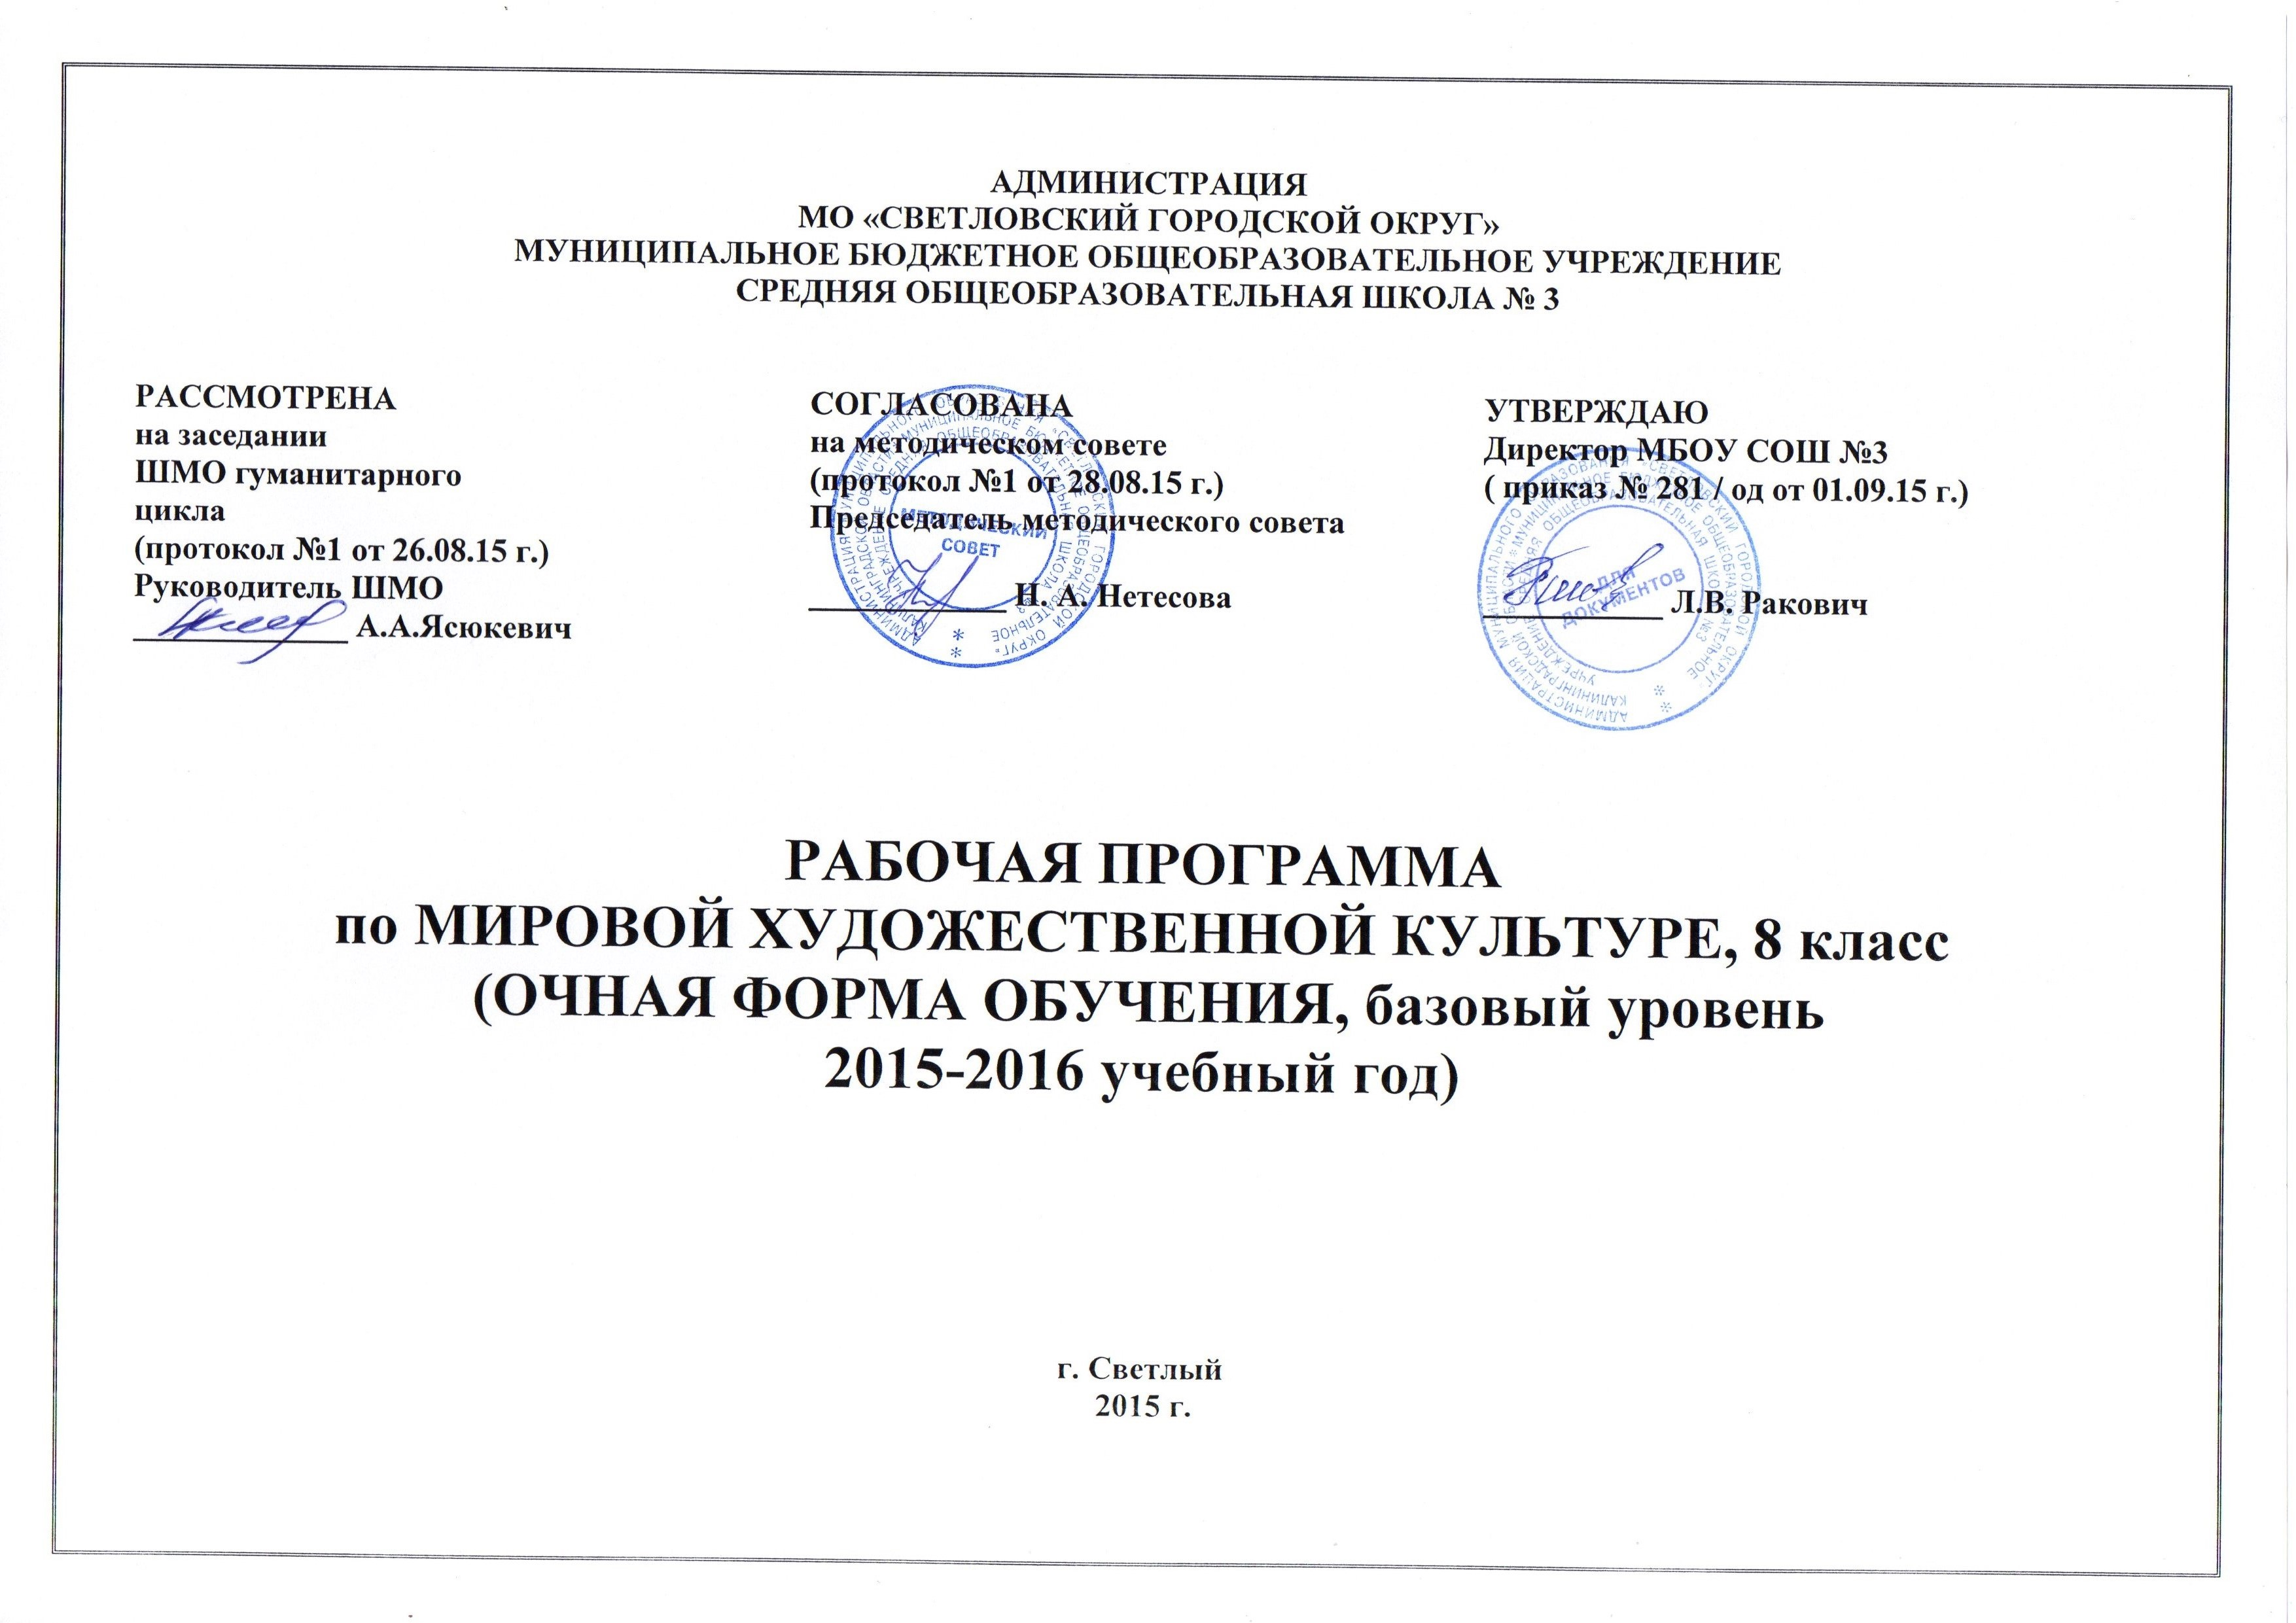 АДМИНИСТРАЦИЯ
МО «СВЕТЛОВСКИЙ ГОРОДСКОЙ ОКРУГ»
МУНИЦИПАЛЬНОЕ БЮДЖЕТНОЕ ОБЩЕОБРАЗОВАТЕЛЬНОЕ УЧРЕЖДЕНИЕ
СРЕДНЯЯ ОБЩЕОБРАЗОВАТЕЛЬНАЯ ШКОЛА № 3
РАССМОТРЕНА
на заседании
ШМО гуманитарного
цикла
(протокол №1 от 26.08.15 г.)
Руководитель ШМО
А.А.Ясюкевич
СОГЛАСОВАНА
на методическом совете
(протокол №1 от 28.08.15 г.)
Председатель методического совета
Н. А. Нетесова
МЕТОДИЧЕСКИЙ
СОВЕТ
УТВЕРЖДАЮ
Директор МБОУ СОШ №3
( приказ № 281 / од от 01.09.15 г.)
Л.В. Ракович
ДЛЯ
ДОКУМЕНТОВ
РАБОЧАЯ ПРОГРАММА
по МИРОВОЙ ХУДОЖЕСТВЕННОЙ КУЛЬТУРЕ, 8 класс
(ОЧНАЯ ФОРМА ОБУЧЕНИЯ, базовый уровень
2015-2016 учебный год)
г. Светлый
2015 г.